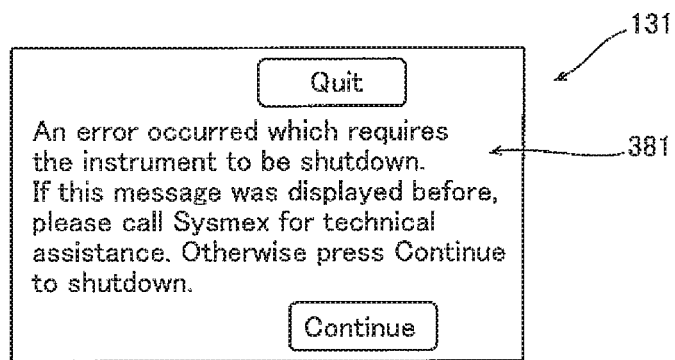 131
Quit
An error occurred which requires
the instrument to be shutdown.
381
If this message was displayed before,
please call Sysmex for technical
assistance. Otherwise press Continue
to shutdown.
Continue